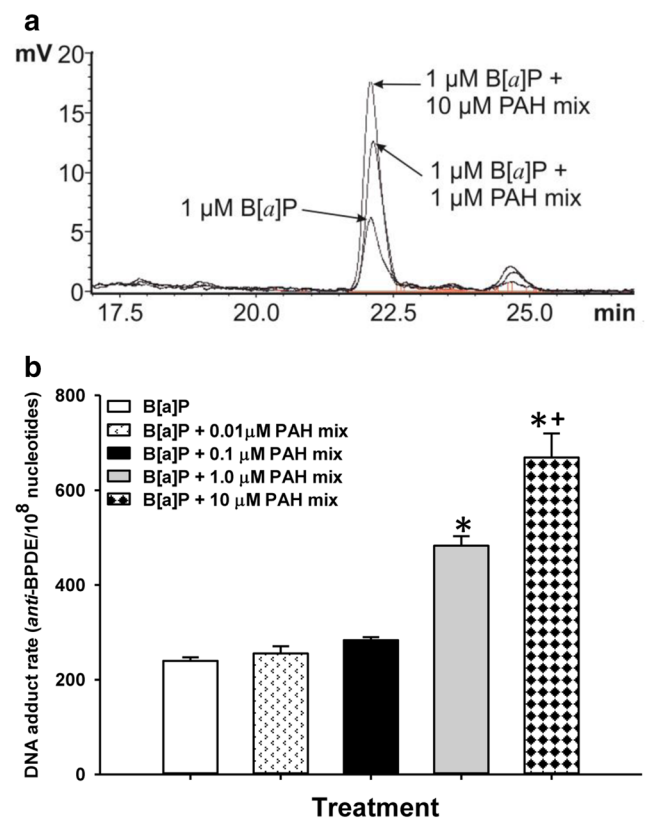 a
mV
20
15
10
5
0
1 µM B[a]P +
10 µM PAH mix
1 µM B[a]P +
1 µM PAH mix
1 µM B[a]P
17.5 20.0 22.5 25.0 min
b
DNA adduct rate (anti-BPDE/10⁸ nucleotides)
800
600
400
200
0
B[a]P
B[a]P + 0.01µM PAH mix
B[a]P + 0.1 µM PAH mix
B[a]P + 1.0 µM PAH mix
B[a]P + 10 µM PAH mix
*
*+
Treatment